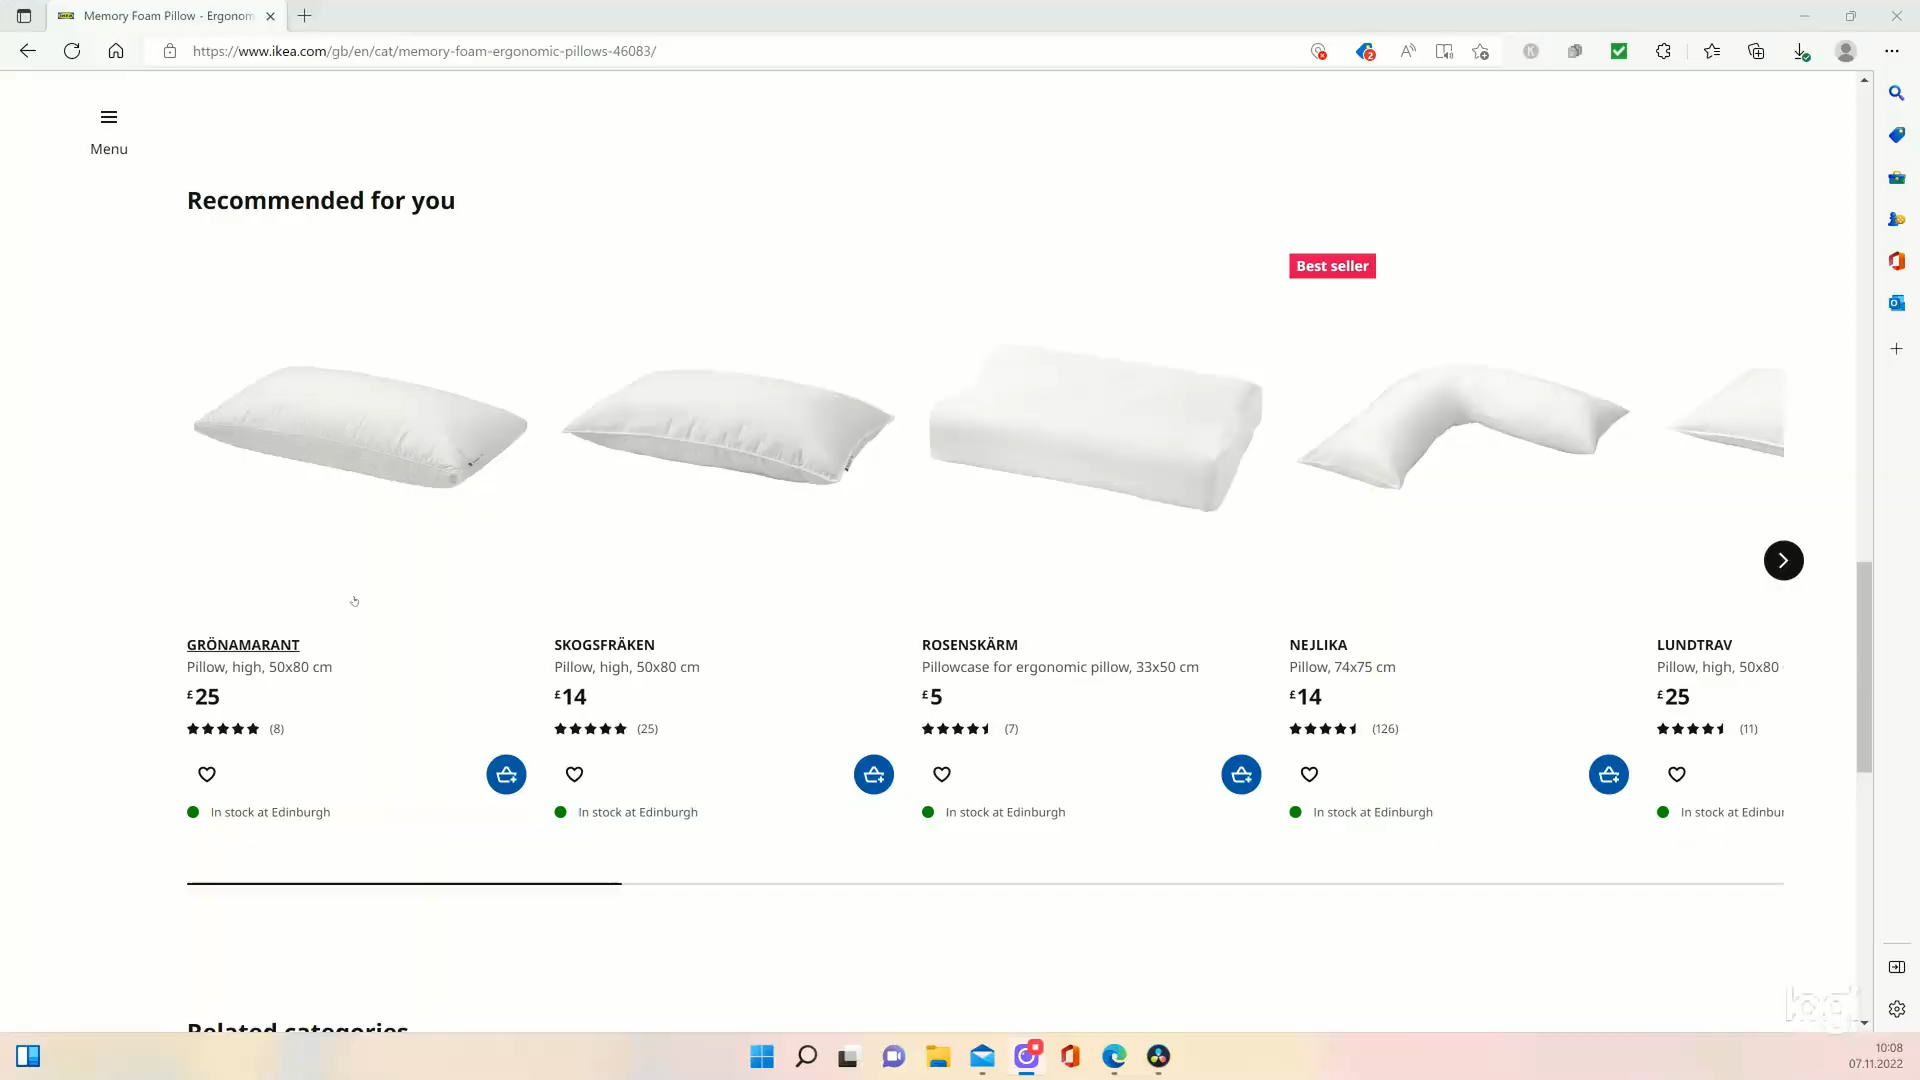 Memory Foam Pillow - Ergonom
https://www.ikea.com/gb/en/cat/memory-foam-ergonomic-pillows-46083/
2
K
Menu
Recommended for you
Best seller
GRÖNAMARANT
Pillow, high, 50x80 cm
£25
(8)
In stock at Edinburgh
SKOGSFRÄKEN
Pillow, high, 50x80 cm
£14
(25)
In stock at Edinburgh
ROSENSKÄRM
Pillowcase for ergonomic pillow, 33x50 cm
£5
(7)
In stock at Edinburgh
NEJLIKA
Pillow, 74x75 cm
£14
(126)
In stock at Edinburgh
LUNDTRAV
Pillow, high, 50x80
£25
(11)
In stock at Edinbur
Related categories
logi
10:08
07.11.2022